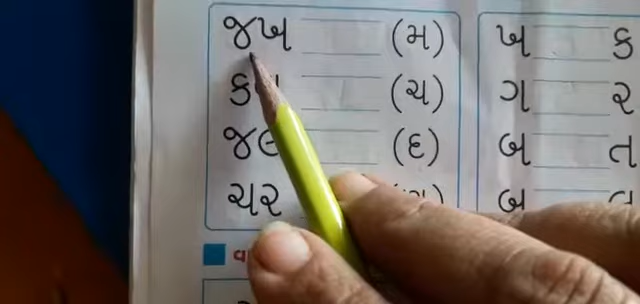 જખ (મ) ખ ક
ક (ચ) ગ ર
જલ (દ) બ ત
ચર બ